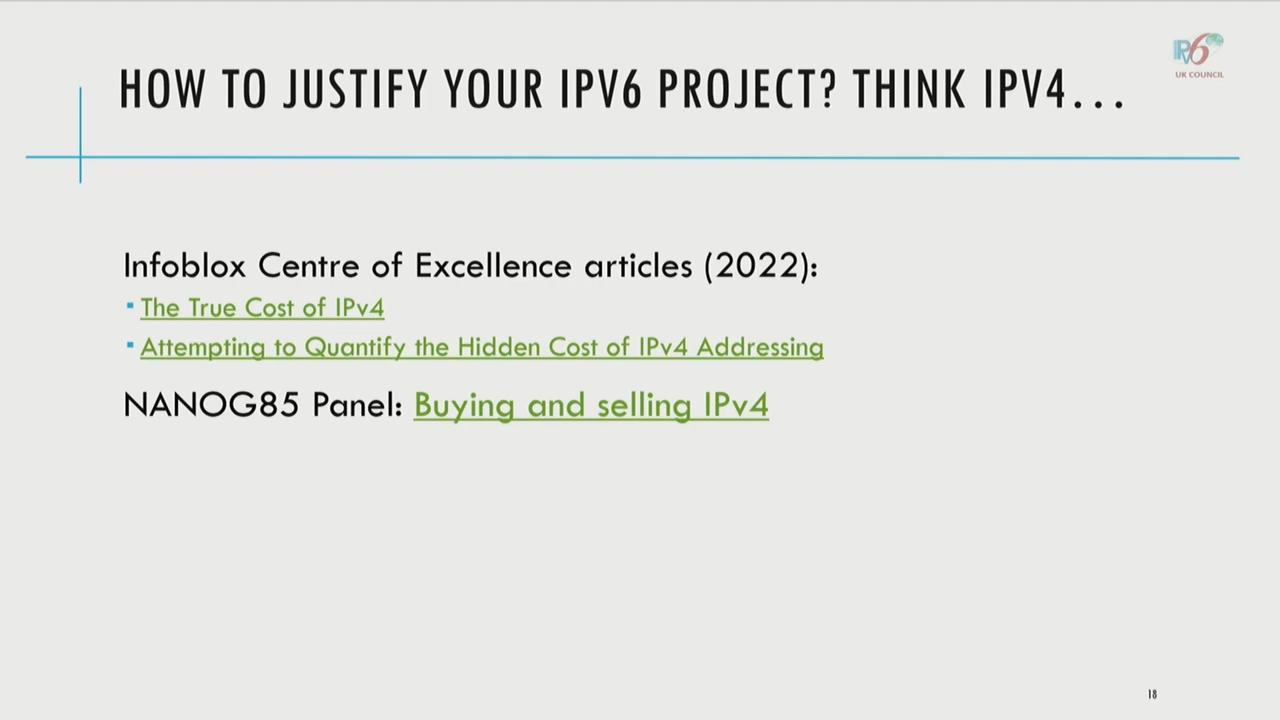 IPv6
UK COUNCIL
HOW TO JUSTIFY YOUR IPV6 PROJECT? THINK IPV4...
Infoblox Centre of Excellence articles (2022):
▪ The True Cost of IPv4
▪ Attempting to Quantify the Hidden Cost of IPv4 Addressing
NANOG85 Panel: Buying and selling IPv4
18